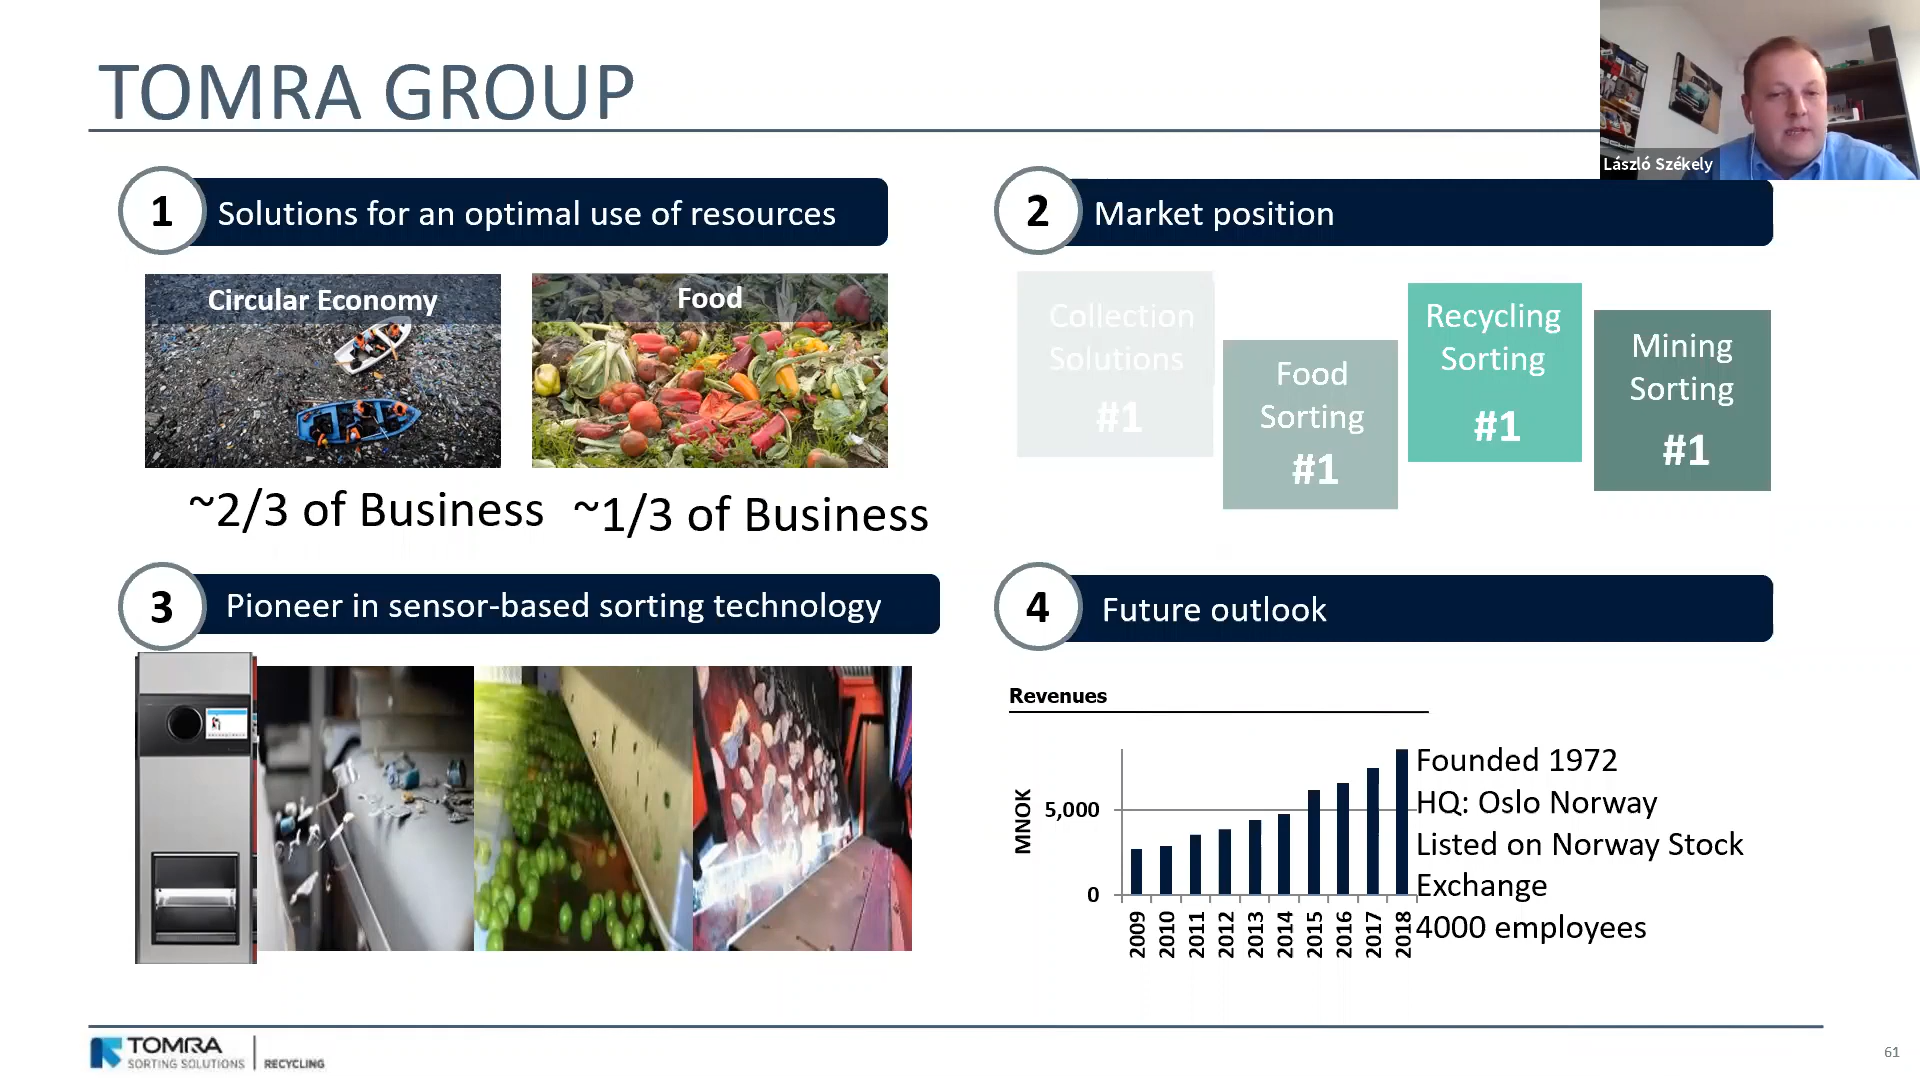 TOMRA GROUP
László Székely
1
Solutions for an optimal use of resources
Circular Economy
Food
~2/3 of Business
~1/3 of Business
2
Market position
Collection
Solutions
#1
Food
Sorting
#1
Recycling
Sorting
#1
Mining
Sorting
#1
3
Pioneer in sensor-based sorting technology
4
Future outlook
Revenues
MNOK
5,000
0
2009
2010
2011
2012
2013
2014
2015
2016
2017
2018
Founded 1972
HQ: Oslo Norway
Listed on Norway Stock
Exchange
4000 employees
TOMRA
SORTING SOLUTIONS
RECYCLING
61